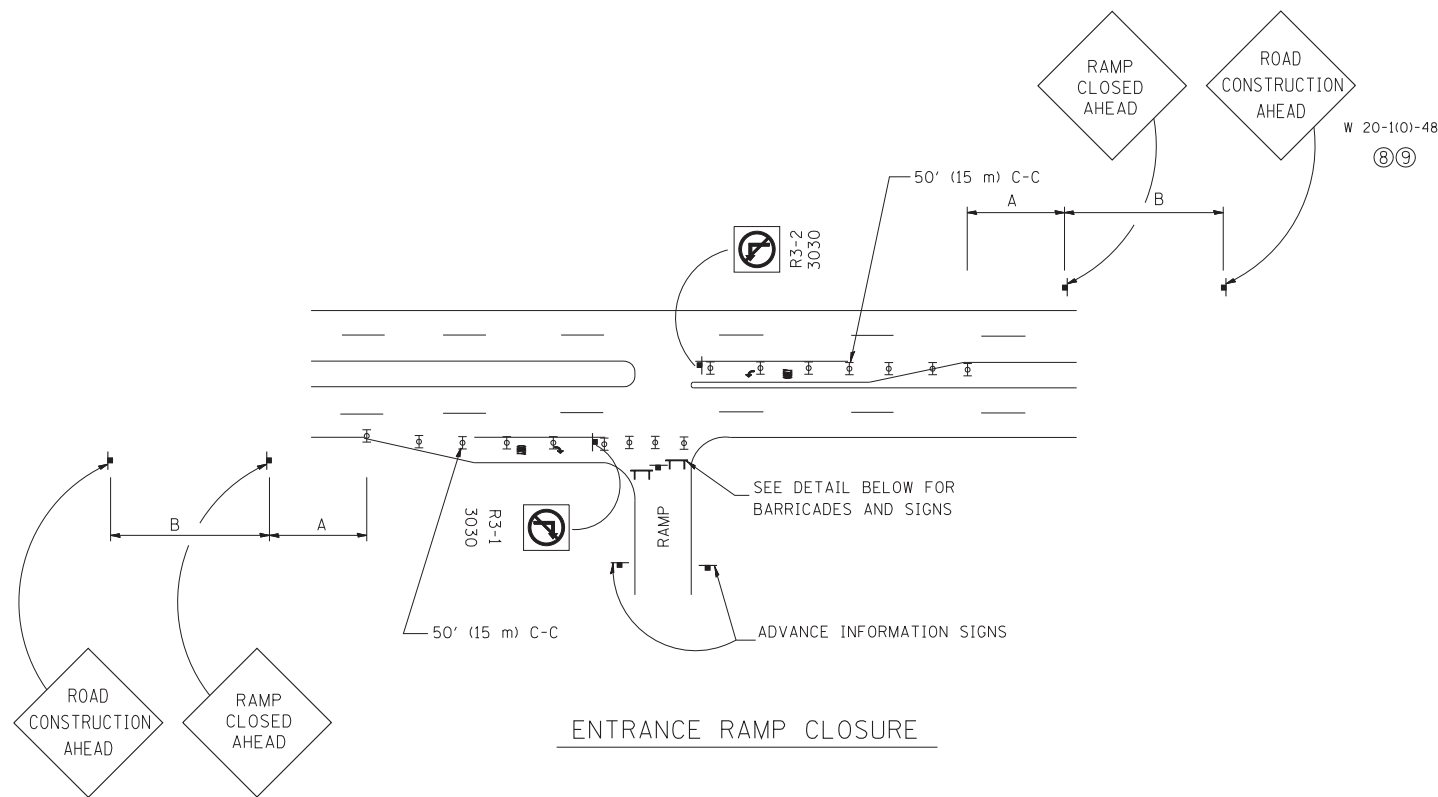 RAMP
CLOSED
AHEAD
ROAD
CONSTRUCTION
AHEAD
W 20-1(O)-48
⑧⑨
50' (15 m) C-C
A
B
R3-2
3030
SEE DETAIL BELOW FOR
BARRICADES AND SIGNS
B
A
R3-1
3030
RAMP
50' (15 m) C-C
ADVANCE INFORMATION SIGNS
ROAD
CONSTRUCTION
AHEAD
RAMP
CLOSED
AHEAD
ENTRANCE RAMP CLOSURE